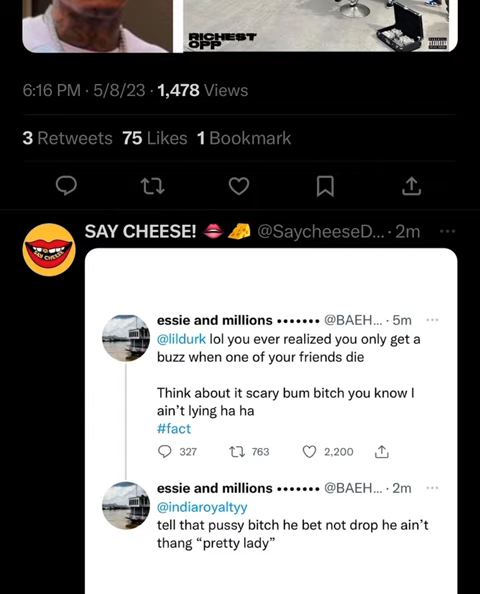 RICHEST
OPP
6:16 PM · 5/8/23 · 1,478 Views
3 Retweets 75 Likes 1 Bookmark
SAY CHEESE! 👄🧀 @SaycheeseD... · 2m ···
SAY CHEESE
essie and millions ••••••• @BAEH... · 5m ···
@lildurk lol you ever realized you only get a
buzz when one of your friends die
Think about it scary bum bitch you know I
ain't lying ha ha
#fact
327 763 2,200
essie and millions ••••••• @BAEH... · 2m ···
@indiaroyaltyy
tell that pussy bitch he bet not drop he ain't
thang “pretty lady”